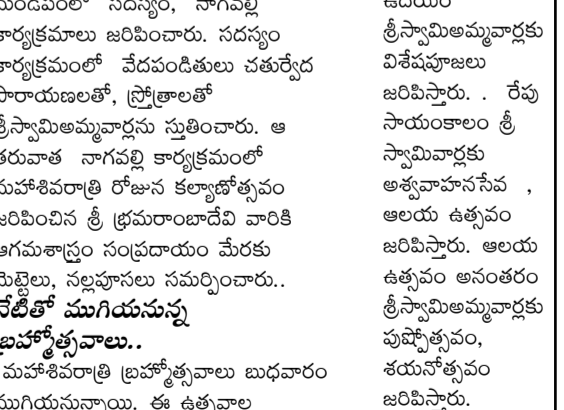 సదస్యం, నాగవల్లి
కార్యక్రమాలు జరిపించారు. సదస్యం
కార్యక్రమంలో వేదపండితులు చతుర్వేద
పారాయణలతో, స్తోత్రాలతో
శ్రీస్వామిఅమ్మవార్లను స్తుతించారు. ఆ
తరువాత నాగవల్లి కార్యక్రమంలో
మహాశివరాత్రి రోజున కల్యాణోత్సవం
జరిపించిన శ్రీ భ్రమరాంబాదేవి వారికి
ఆగమశాస్త్రం సంప్రదాయం మేరకు
మెట్టెలు, నల్లపూసలు సమర్పించారు..
నేటితో ముగియనున్న
బ్రహ్మోత్సవాలు..
మహాశివరాత్రి బ్రహ్మోత్సవాలు బుధవారం
ముగియనున్నాయి. ఈ ఉత్సవాల
ఉదయం
శ్రీస్వామిఅమ్మవార్లకు
విశేషపూజలు
జరిపిస్తారు. . రేపు
సాయంకాలం శ్రీ
స్వామివార్లకు
అశ్వవాహనసేవ ,
ఆలయ ఉత్సవం
జరిపిస్తారు. ఆలయ
ఉత్సవం అనంతరం
శ్రీస్వామిఅమ్మవార్లకు
పుష్పోత్సవం,
శయనోత్సవం
జరిపిస్తారు.